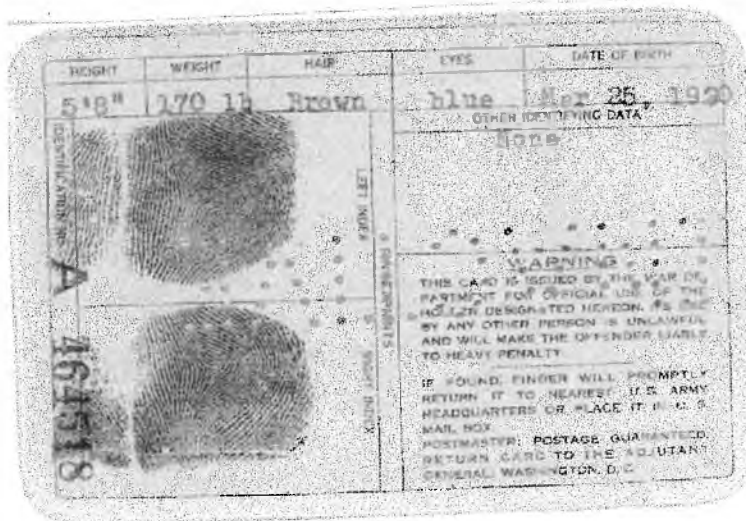 HEIGHT WEIGHT HAIR EYES DATE OF BIRTH
5'8" 170 lb Brown blue Mar 25, 1990
OTHER IDENTIFYING DATA
None
IDENTIFICATION NO.
A 464518
LEFT INDEX
FINGERPRINTS
RIGHT INDEX
WARNING
THIS CARD IS ISSUED BY THE WAR DE-
PARTMENT FOR OFFICIAL USE OF THE
HOLDER DESIGNATED HEREON. ITS USE
BY ANY OTHER PERSON IS UNLAWFUL
AND WILL MAKE THE OFFENDER LIABLE
TO HEAVY PENALTY
IF FOUND, FINDER WILL PROMPTLY
RETURN IT TO NEAREST U.S. ARMY
HEADQUARTERS OR PLACE IT IN U. S.
MAIL BOX.
POSTMASTER: POSTAGE GUARANTEED.
RETURN CARD TO THE ADJUTANT
GENERAL, WASHINGTON, D. C.